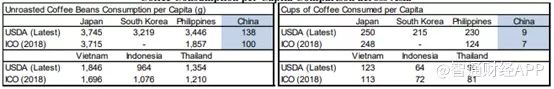 Unroasted Coffee Beans Consumption per Capita (g)
Japan South Korea Philippines China
USDA (Latest) 3,745 3,219 3,446 138
ICO (2018) 3,715 - 1,857 100
Vietnam Indonesia Thailand
USDA (Latest) 1,846 964 1,354
ICO (2018) 1,696 1,076 1,210
Cups of Coffee Consumed per Capita
Japan South Korea Philippines China
USDA (Latest) 250 215 230 9
ICO (2018) 248 - 124 7
Vietnam Indonesia Thailand
USDA (Latest) 123 64
ICO (2018) 113 72 81
智通财经APP